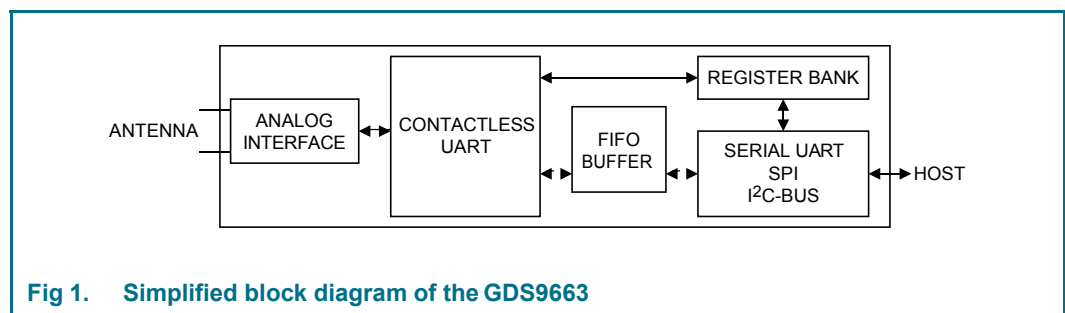 ANTENNA
ANALOG
INTERFACE
CONTACTLESS
UART
FIFO
BUFFER
REGISTER BANK
SERIAL UART
SPI
I²C-BUS
HOST
Fig 1. Simplified block diagram of the GDS9663